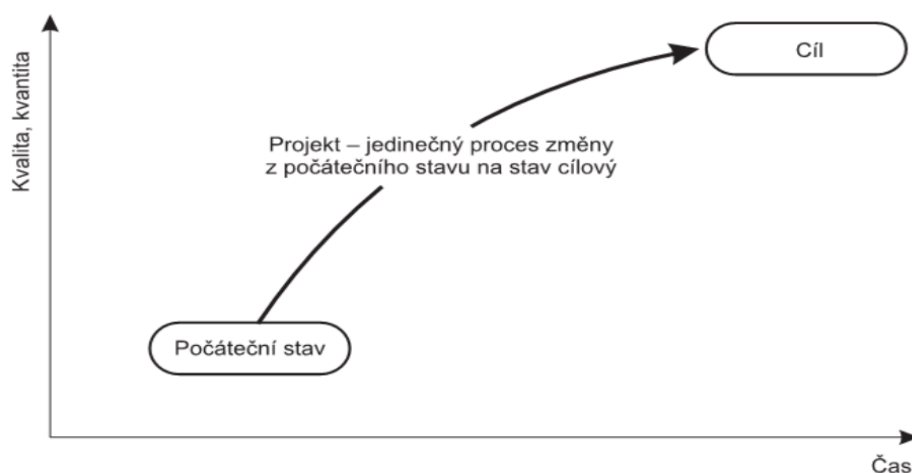 Kvalita, kvantita
Cíl
Projekt – jedinečný proces změny
z počátečního stavu na stav cílový
Počáteční stav
Čas